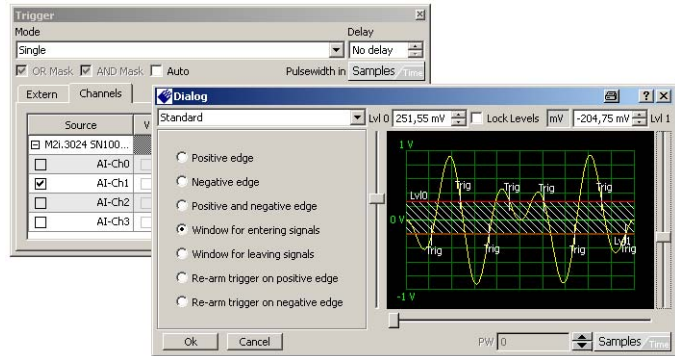 Trigger
Mode
Delay
Single
No delay
OR Mask
AND Mask
Auto
Pulsewidth in
Samples
Time
Extern
Channels
Source
V
M2i.3024 SN100...
AI-Ch0
AI-Ch1
AI-Ch2
AI-Ch3
Dialog
Standard
Lvl 0
251,55 mV
Lock Levels
mV
-204,75 mV
Lvl 1
Positive edge
Negative edge
Positive and negative edge
Window for entering signals
Window for leaving signals
Re-arm trigger on positive edge
Re-arm trigger on negative edge
1 V
Lvl0
Trig
Trig
Trig
Trig
0 V
Trig
Trig
Trig
Lvl1
Trig
-1 V
Ok
Cancel
PW
0
Samples
Time